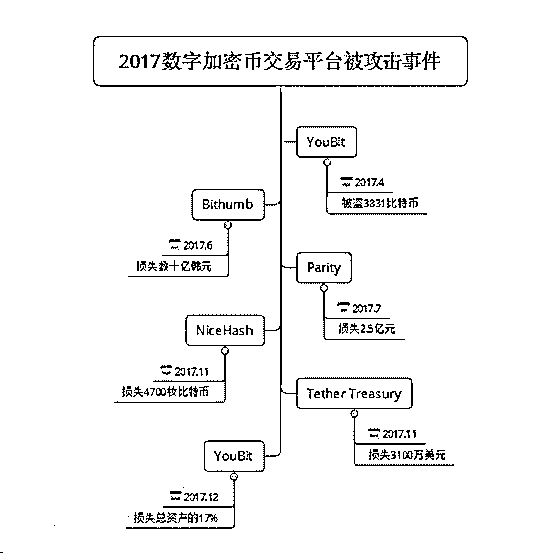 2017数字加密币交易平台被攻击事件
YouBit
2017.4
被盗3831比特币
Bithumb
2017.6
损失数十亿韩元
Parity
2017.7
损失2.5亿元
NiceHash
2017.11
损失4700枚比特币
Tether Treasury
2017.11
损失3100万美元
YouBit
2017.12
损失总资产的17%